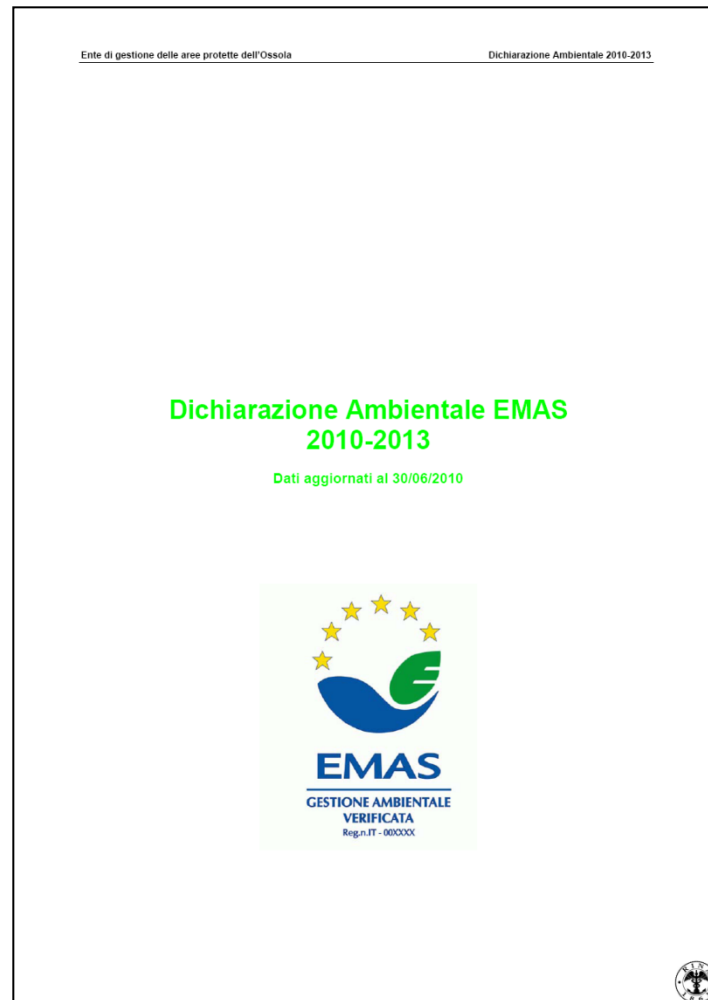 Ente di gestione delle aree protette dell'Ossola Dichiarazione Ambientale 2010-2013
Dichiarazione Ambientale EMAS
2010-2013
Dati aggiornati al 30/06/2010
EMAS
GESTIONE AMBIENTALE
VERIFICATA
Reg.n.IT - 00XXXX
RINA